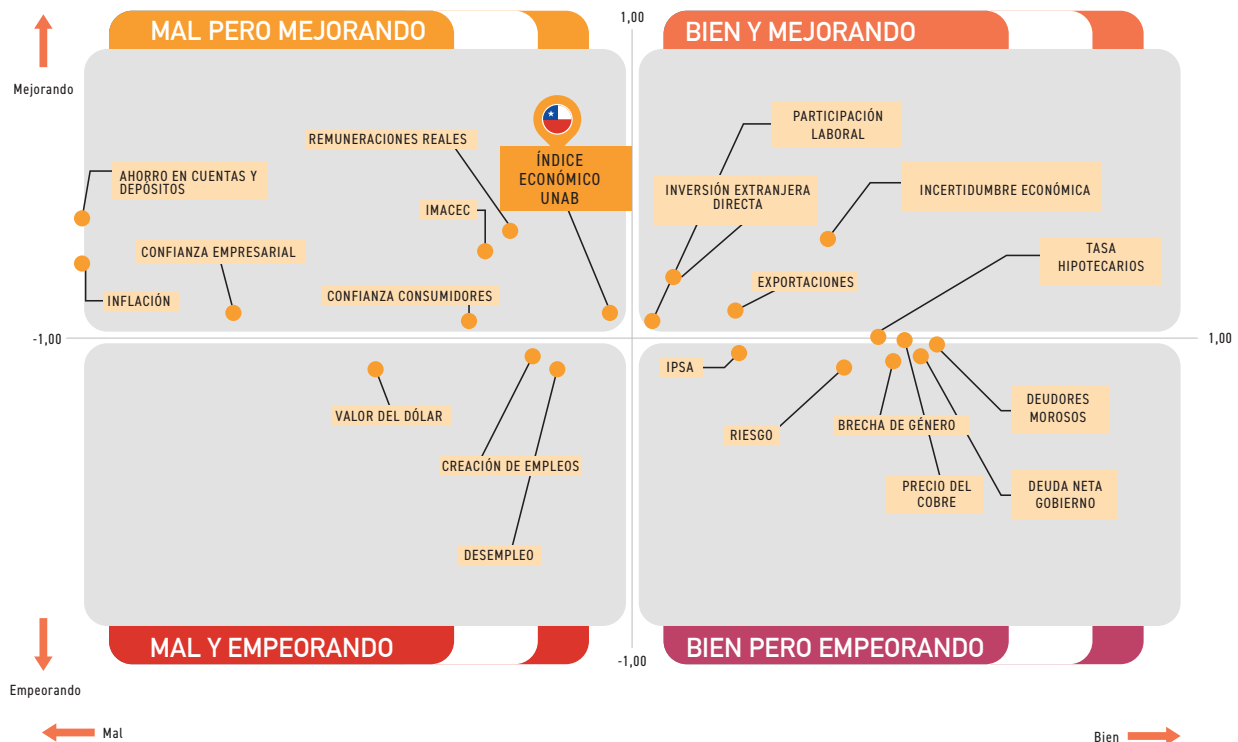 MAL PERO MEJORANDO
1,00
BIEN Y MEJORANDO
Mejorando
PARTICIPACIÓN
LABORAL
REMUNERACIONES REALES
ÍNDICE
ECONÓMICO
UNAB
AHORRO EN CUENTAS Y
DEPÓSITOS
INVERSIÓN EXTRANJERA
DIRECTA
INCERTIDUMBRE ECONÓMICA
IMACEC
CONFIANZA EMPRESARIAL
TASA
HIPOTECARIOS
EXPORTACIONES
INFLACIÓN
CONFIANZA CONSUMIDORES
-1,00
1,00
IPSA
VALOR DEL DÓLAR
DEUDORES
MOROSOS
RIESGO
BRECHA DE GÉNERO
CREACIÓN DE EMPLEOS
PRECIO DEL
COBRE
DEUDA NETA
GOBIERNO
DESEMPLEO
MAL Y EMPEORANDO
BIEN PERO EMPEORANDO
-1,00
Empeorando
Mal
Bien